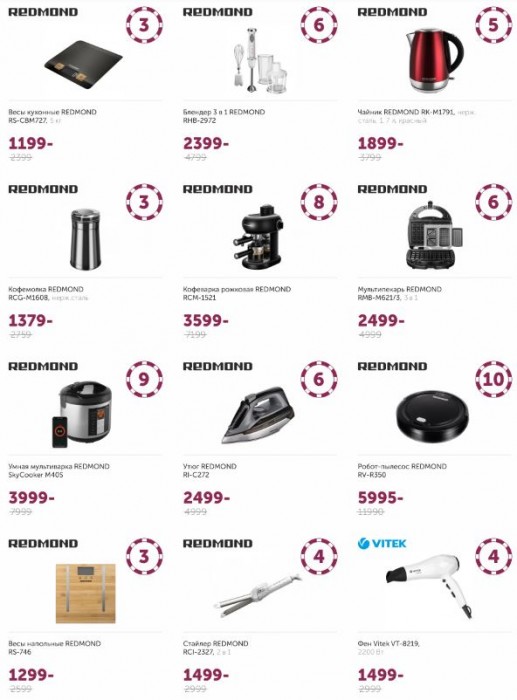 REDMOND
3
REDMOND
6
REDMOND
5
Весы кухонные REDMOND
RS-CBM727, 1 кг
1199-
2399
Блендер 3 в 1 REDMOND
RHB-2972
2399-
4799
Чайник REDMOND RK-M1791, нерж.
сталь, 1.7 л, красный
1899-
3799
REDMOND
3
REDMOND
8
REDMOND
6
Кофемолка REDMOND
RCG-M1608, нерж. сталь
1379-
2759
Кофеварка рожковая REDMOND
RCM-1521
3599-
7199
Мультипекарь REDMOND
RMB-M621/3, 3 в 1
2499-
4999
REDMOND
9
REDMOND
6
REDMOND
10
Умная мультиварка REDMOND
SkyCooker M40S
3999-
7999
Утюг REDMOND
RI-C272
2499-
4999
Робот-пылесос REDMOND
RV-R350
5995-
11990
REDMOND
3
REDMOND
4
VITEK
4
Весы напольные REDMOND
RS-746
1299-
2599
Стайлер REDMOND
RCI-2327, 2 в 1
1499-
2999
Фен Vitek VT-8219,
2200 Вт
1499-
2999